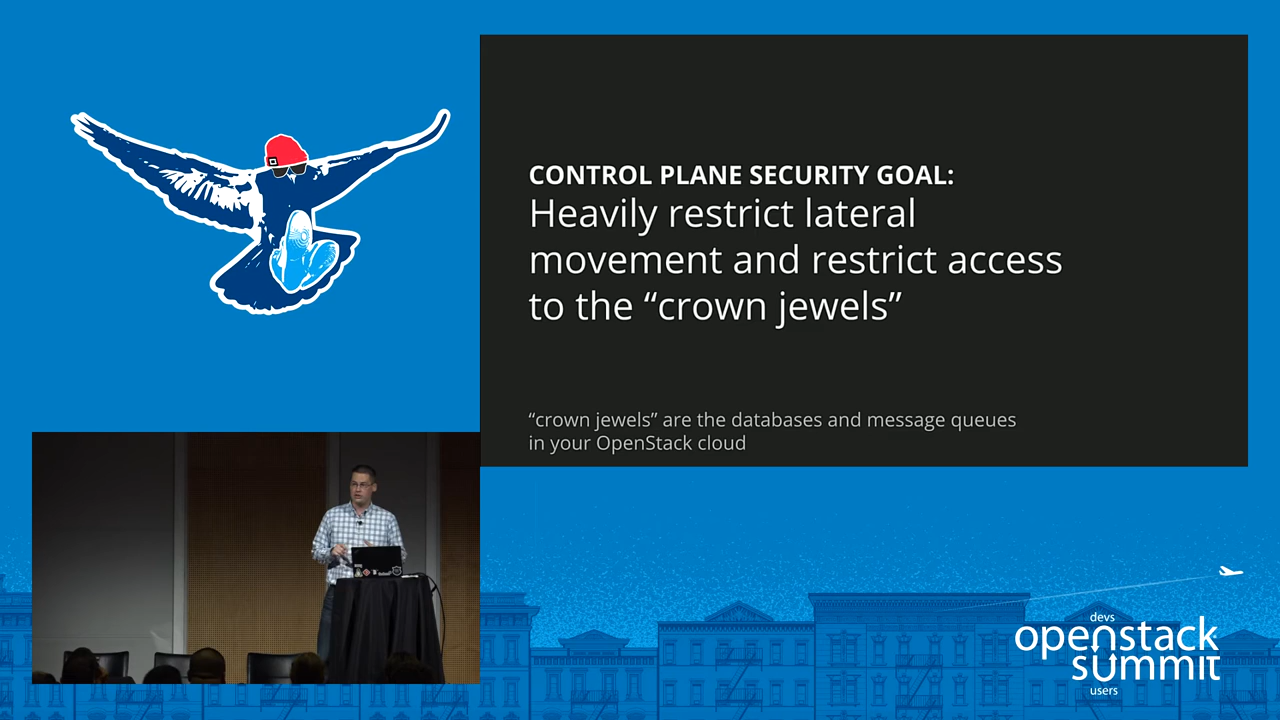 CONTROL PLANE SECURITY GOAL:
Heavily restrict lateral
movement and restrict access
to the “crown jewels”
“crown jewels” are the databases and message queues
in your OpenStack cloud
devs
openstack
summit
users